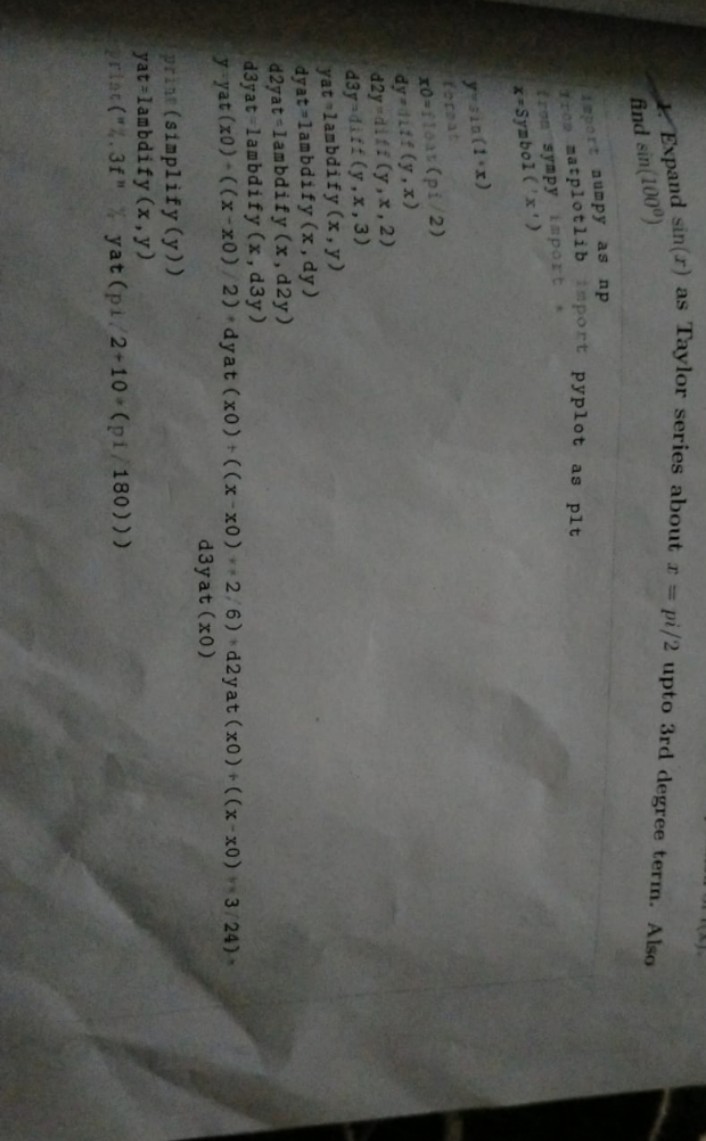 1. Expand sin(x) as Taylor series about x = pi/2 upto 3rd degree term. Also
find sin(100⁰)
import numpy as np
from matplotlib import pyplot as plt
from sympy import *
x=Symbol('x')
y=sin(1*x)
format
x0=float(pi/2)
dy=diff(y,x)
d2y=diff(y,x,2)
d3y=diff(y,x,3)
yat=lambdify(x,y)
dyat=lambdify(x,dy)
d2yat=lambdify(x,d2y)
d3yat=lambdify(x,d3y)
y=yat(x0)+((x-x0)/2)*dyat(x0)+((x-x0)**2/6)*d2yat(x0)+((x-x0)**3/24)*
d3yat(x0)
print(simplify(y))
yat=lambdify(x,y)
print("%.3f" % yat(pi/2+10*(pi/180)))